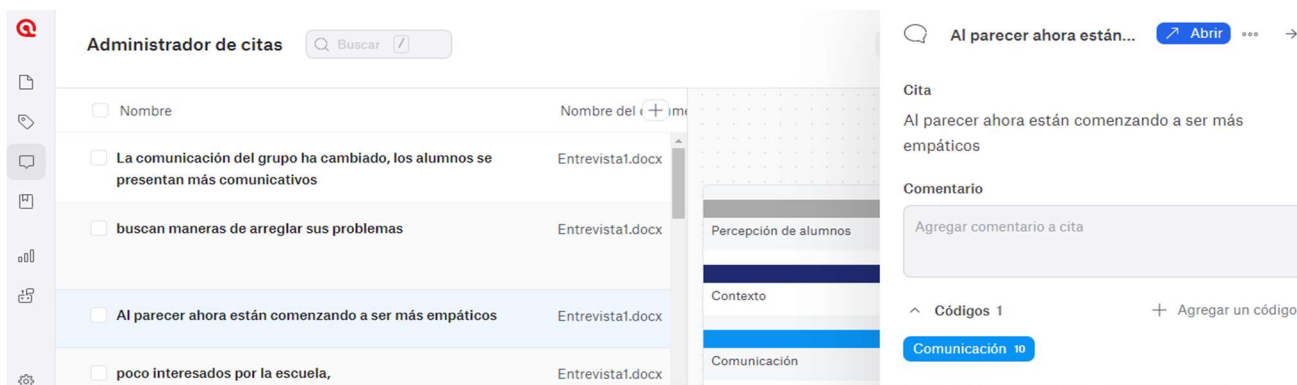 Administrador de citas
Buscar /
Nombre
Nombre del
La comunicación del grupo ha cambiado, los alumnos se
presentan más comunicativos
Entrevista1.docx
buscan maneras de arreglar sus problemas
Entrevista1.docx
Al parecer ahora están comenzando a ser más empáticos
Entrevista1.docx
poco interesados por la escuela,
Entrevista1.docx
Percepción de alumnos
Contexto
Comunicación
Al parecer ahora están...
Abrir
Cita
Al parecer ahora están comenzando a ser más
empáticos
Comentario
Agregar comentario a cita
Códigos 1
+ Agregar un código
Comunicación 10